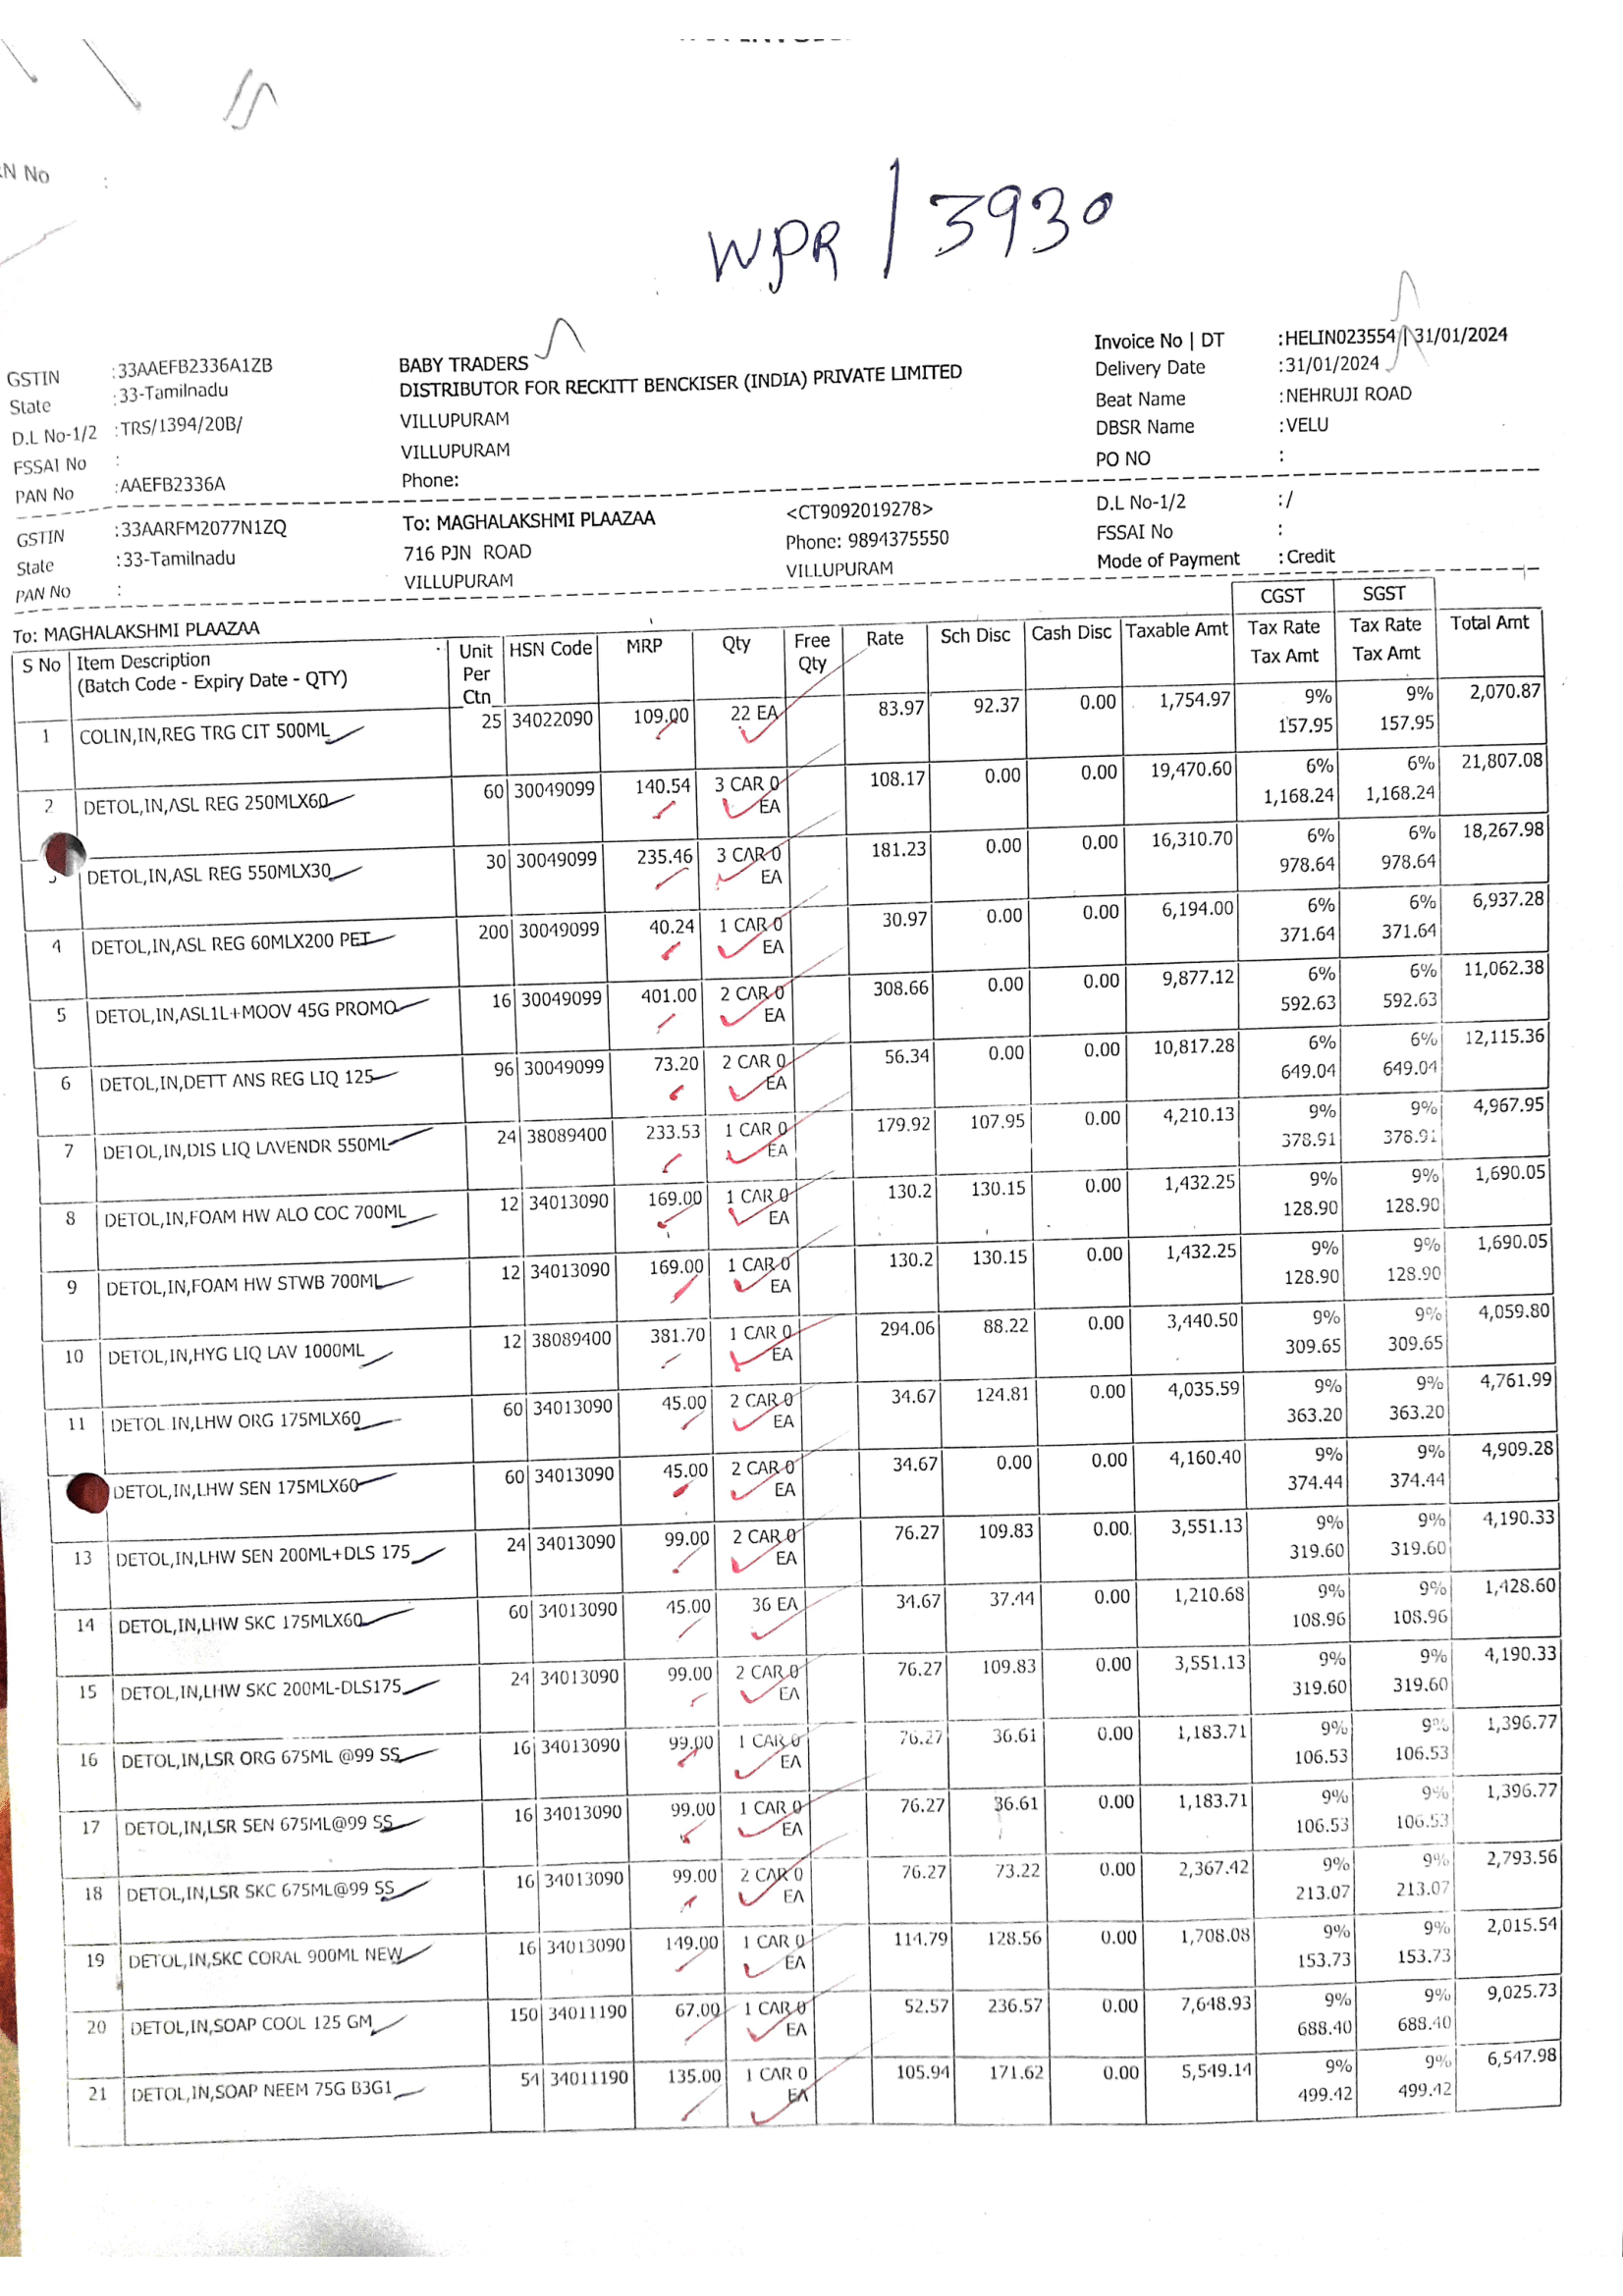 WPR / 3930
GSTIN :33AAEFB2336A1ZB BABY TRADERS Invoice No | DT :HELIN023554 | 31/01/2024
State :33-Tamilnadu DISTRIBUTOR FOR RECKITT BENCKISER (INDIA) PRIVATE LIMITED Delivery Date :31/01/2024
D.L No-1/2 :TRS/1394/20B/ VILLUPURAM Beat Name :NEHRUJI ROAD
FSSAI No : VILLUPURAM DBSR Name :VELU
PAN No :AAEFB2336A Phone: PO NO :
GSTIN :33AARFM2077N1ZQ To: MAGHALAKSHMI PLAAZAA <CT9092019278> D.L No-1/2 :/
State :33-Tamilnadu 716 PJN ROAD Phone: 9894375550 FSSAI No :
PAN No : VILLUPURAM VILLUPURAM Mode of Payment :Credit
To: MAGHALAKSHMI PLAAZAA CGST SGST
S No Item Description Unit HSN Code MRP Qty Free Rate Sch Disc Cash Disc Taxable Amt Tax Rate Tax Rate Total Amt
(Batch Code - Expiry Date - QTY) Per Qty Tax Amt Tax Amt
Ctn
1 COLIN,IN,REG TRG CIT 500ML 25 34022090 109.00 22 EA 83.97 92.37 0.00 1,754.97 9% 9% 2,070.87
157.95 157.95
2 DETOL,IN,ASL REG 250MLX60 60 30049099 140.54 3 CAR 0 108.17 0.00 0.00 19,470.60 6% 6% 21,807.08
EA 1,168.24 1,168.24
DETOL,IN,ASL REG 550MLX30 30 30049099 235.46 3 CAR 0 181.23 0.00 0.00 16,310.70 6% 6% 18,267.98
EA 978.64 978.64
4 DETOL,IN,ASL REG 60MLX200 PET 200 30049099 40.24 1 CAR 0 30.97 0.00 0.00 6,194.00 6% 6% 6,937.28
EA 371.64 371.64
5 DETOL,IN,ASL1L+MOOV 45G PROMO 16 30049099 401.00 2 CAR 0 308.66 0.00 0.00 9,877.12 6% 6% 11,062.38
EA 592.63 592.63
6 DETOL,IN,DETT ANS REG LIQ 125 96 30049099 73.20 2 CAR 0 56.34 0.00 0.00 10,817.28 6% 6% 12,115.36
EA 649.04 649.04
7 DETOL,IN,DIS LIQ LAVENDR 550ML 24 38089400 233.53 1 CAR 0 179.92 107.95 0.00 4,210.13 9% 9% 4,967.95
EA 378.91 378.91
8 DETOL,IN,FOAM HW ALO COC 700ML 12 34013090 169.00 1 CAR 0 130.2 130.15 0.00 1,432.25 9% 9% 1,690.05
EA 128.90 128.90
9 DETOL,IN,FOAM HW STWB 700ML 12 34013090 169.00 1 CAR 0 130.2 130.15 0.00 1,432.25 9% 9% 1,690.05
EA 128.90 128.90
10 DETOL,IN,HYG LIQ LAV 1000ML 12 38089400 381.70 1 CAR 0 294.06 88.22 0.00 3,440.50 9% 9% 4,059.80
EA 309.65 309.65
11 DETOL IN,LHW ORG 175MLX60 60 34013090 45.00 2 CAR 0 34.67 124.81 0.00 4,035.59 9% 9% 4,761.99
EA 363.20 363.20
DETOL,IN,LHW SEN 175MLX60 60 34013090 45.00 2 CAR 0 34.67 0.00 0.00 4,160.40 9% 9% 4,909.28
EA 374.44 374.44
13 DETOL,IN,LHW SEN 200ML+DLS 175 24 34013090 99.00 2 CAR 0 76.27 109.83 0.00 3,551.13 9% 9% 4,190.33
EA 319.60 319.60
14 DETOL,IN,LHW SKC 175MLX60 60 34013090 45.00 36 EA 34.67 37.44 0.00 1,210.68 9% 9% 1,428.60
108.96 108.96
15 DETOL,IN,LHW SKC 200ML-DLS175 24 34013090 99.00 2 CAR 0 76.27 109.83 0.00 3,551.13 9% 9% 4,190.33
EA 319.60 319.60
16 DETOL,IN,LSR ORG 675ML @99 SS 16 34013090 99.00 1 CAR 0 76.27 36.61 0.00 1,183.71 9% 9% 1,396.77
EA 106.53 106.53
17 DETOL,IN,LSR SEN 675ML@99 SS 16 34013090 99.00 1 CAR 0 76.27 36.61 0.00 1,183.71 9% 9% 1,396.77
EA 106.53 106.53
18 DETOL,IN,LSR SKC 675ML@99 SS 16 34013090 99.00 2 CAR 0 76.27 73.22 0.00 2,367.42 9% 9% 2,793.56
EA 213.07 213.07
19 DETOL,IN,SKC CORAL 900ML NEW 16 34013090 149.00 1 CAR 0 114.79 128.56 0.00 1,708.08 9% 9% 2,015.54
EA 153.73 153.73
20 DETOL,IN,SOAP COOL 125 GM 150 34011190 67.00 1 CAR 0 52.57 236.57 0.00 7,648.93 9% 9% 9,025.73
EA 688.40 688.40
21 DETOL,IN,SOAP NEEM 75G B3G1 54 34011190 135.00 1 CAR 0 105.94 171.62 0.00 5,549.14 9% 9% 6,547.98
EA 499.42 499.42